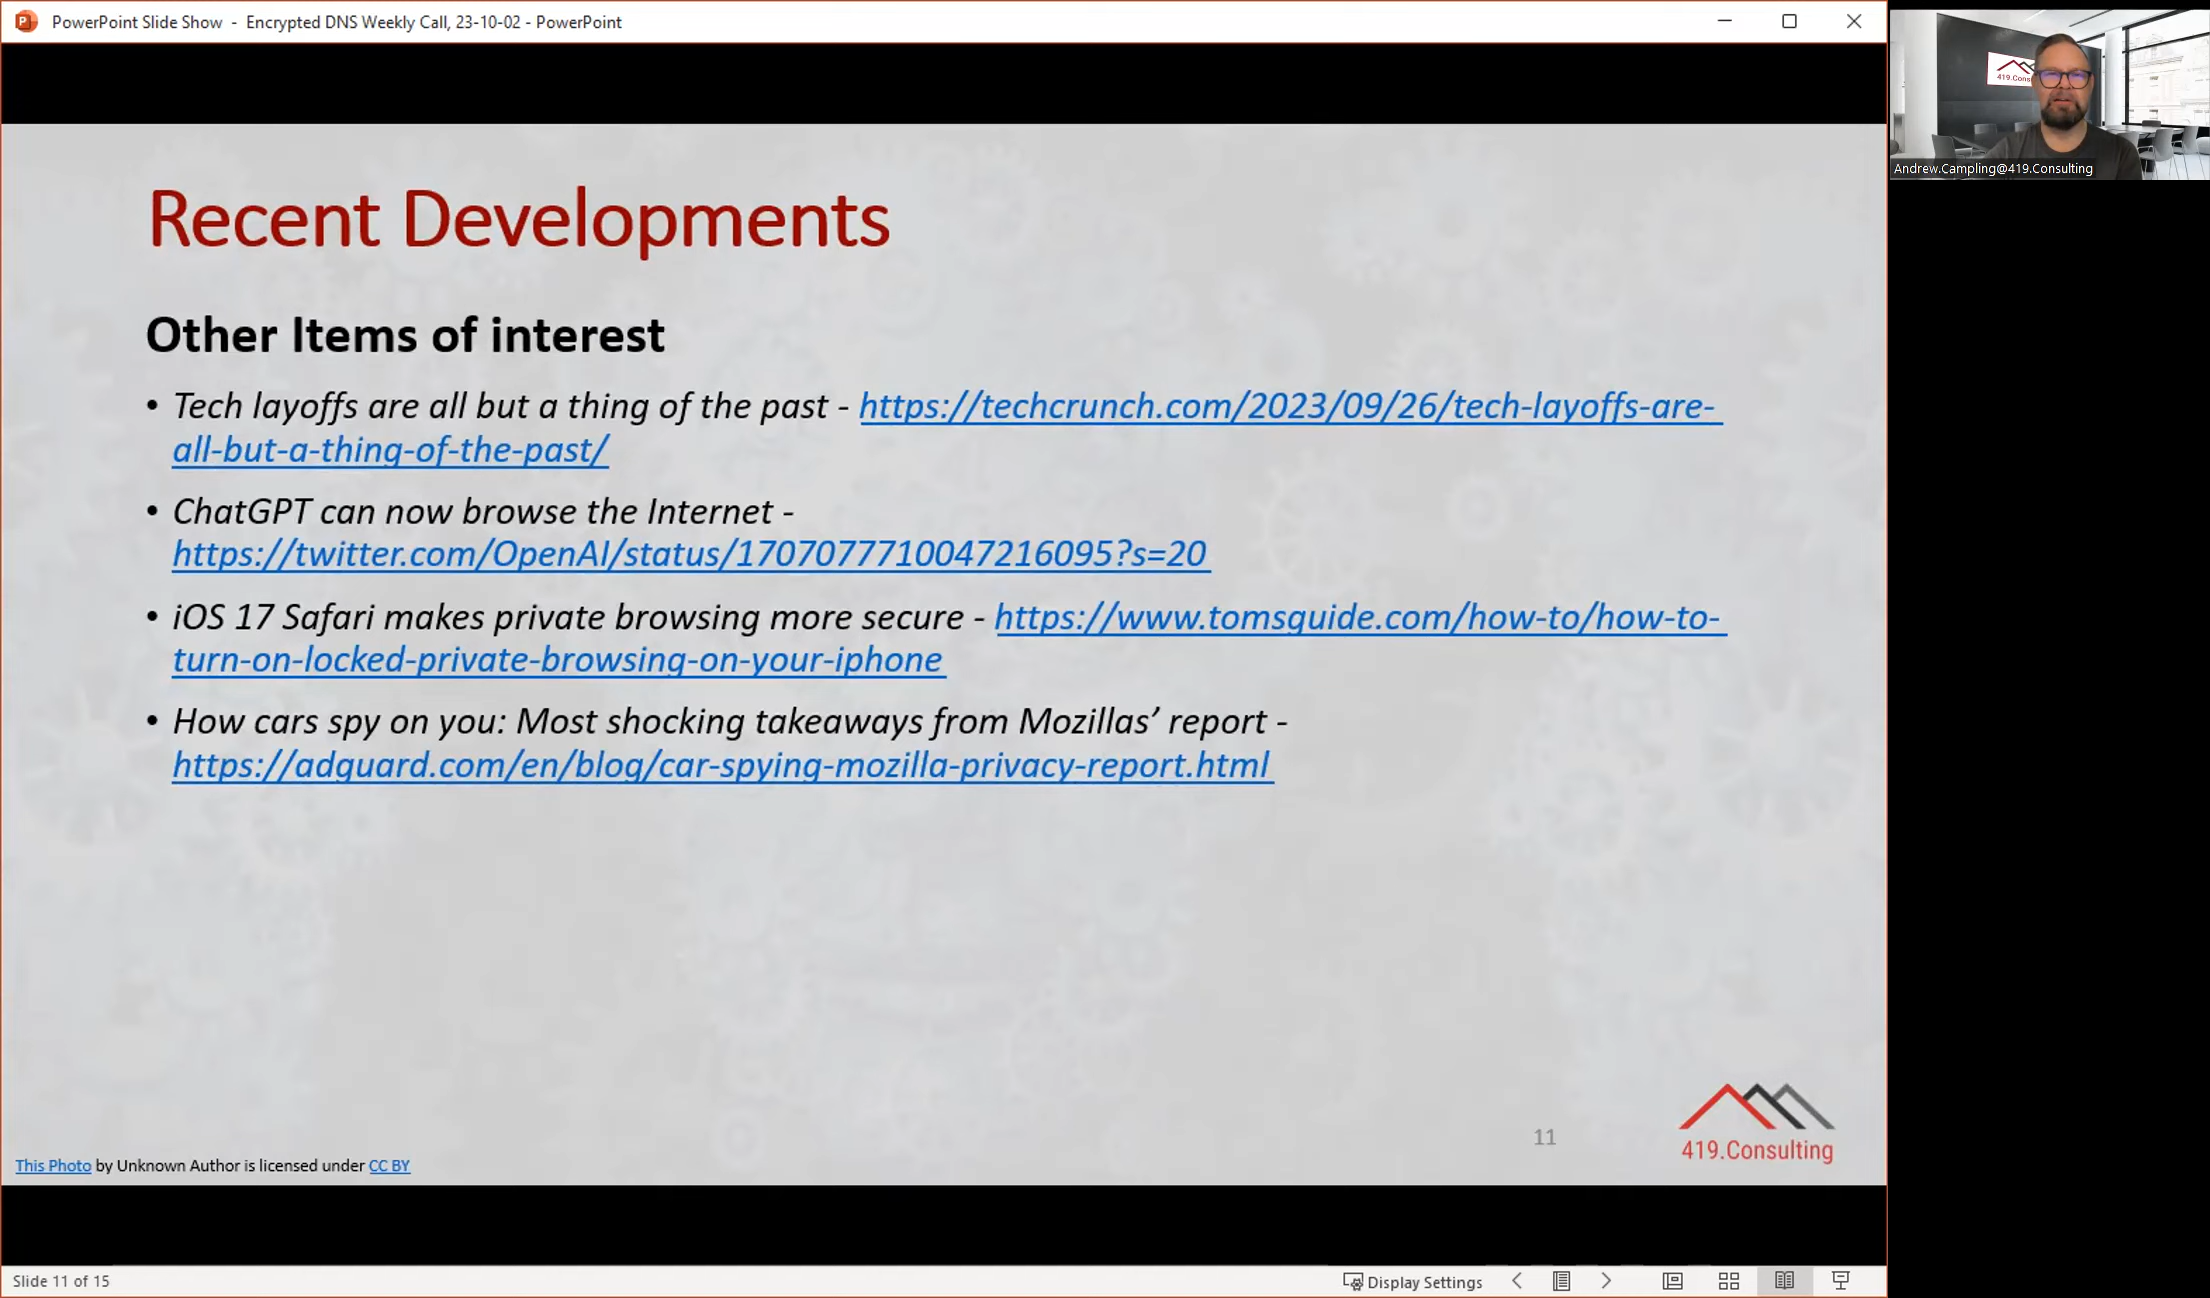 PowerPoint Slide Show - Encrypted DNS Weekly Call, 23-10-02 - PowerPoint
419.Cons
Andrew.Campling@419.Consulting
Recent Developments
Other Items of interest
• Tech layoffs are all but a thing of the past - https://techcrunch.com/2023/09/26/tech-layoffs-are-
all-but-a-thing-of-the-past/
• ChatGPT can now browse the Internet -
https://twitter.com/OpenAI/status/1707077710047216095?s=20
• iOS 17 Safari makes private browsing more secure - https://www.tomsguide.com/how-to/how-to-
turn-on-locked-private-browsing-on-your-iphone
• How cars spy on you: Most shocking takeaways from Mozillas’ report -
https://adguard.com/en/blog/car-spying-mozilla-privacy-report.html
11
419.Consulting
This Photo by Unknown Author is licensed under CC BY
Slide 11 of 15
Display Settings